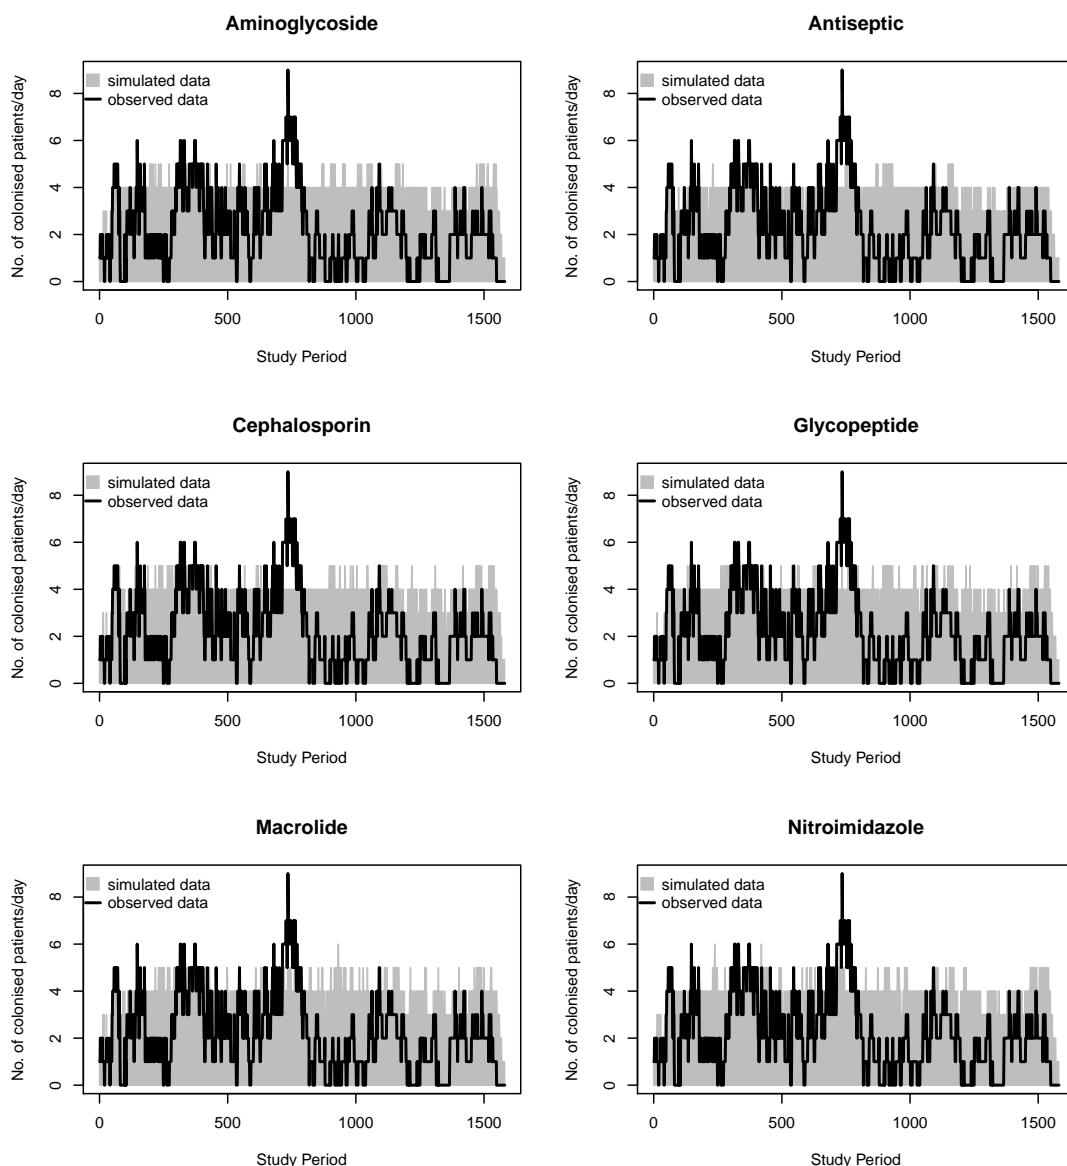 Aminoglycoside
No. of colonised patients/day
0 2 4 6 8
simulated data
observed data
0 500 1000 1500
Study Period
Antiseptic
No. of colonised patients/day
0 2 4 6 8
simulated data
observed data
0 500 1000 1500
Study Period
Cephalosporin
No. of colonised patients/day
0 2 4 6 8
simulated data
observed data
0 500 1000 1500
Study Period
Glycopeptide
No. of colonised patients/day
0 2 4 6 8
simulated data
observed data
0 500 1000 1500
Study Period
Macrolide
No. of colonised patients/day
0 2 4 6 8
simulated data
observed data
0 500 1000 1500
Study Period
Nitroimidazole
No. of colonised patients/day
0 2 4 6 8
simulated data
observed data
0 500 1000 1500
Study Period